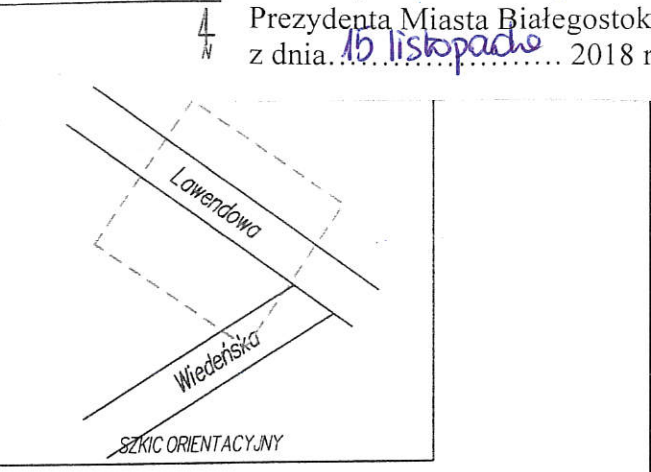 Prezydenta Miasta Białegostok
z dnia. 15 listopada 2018 r
N
Lawendowa
Wiedeńska
SZKIC ORIENTACYJNY